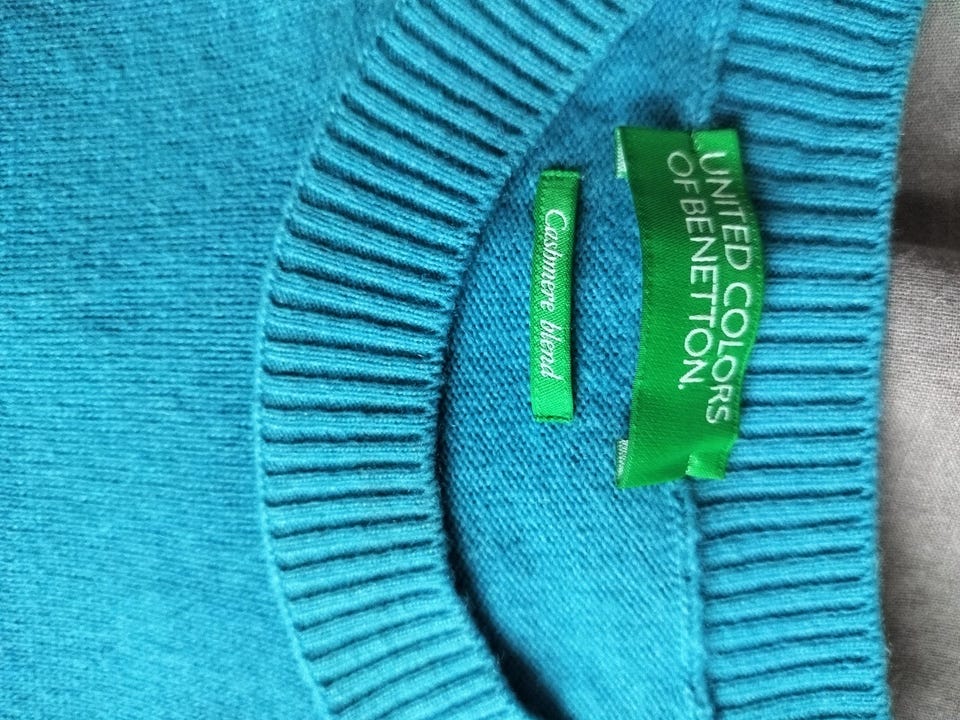 UNITED COLORS
OF BENETTON.
Cashmere blend